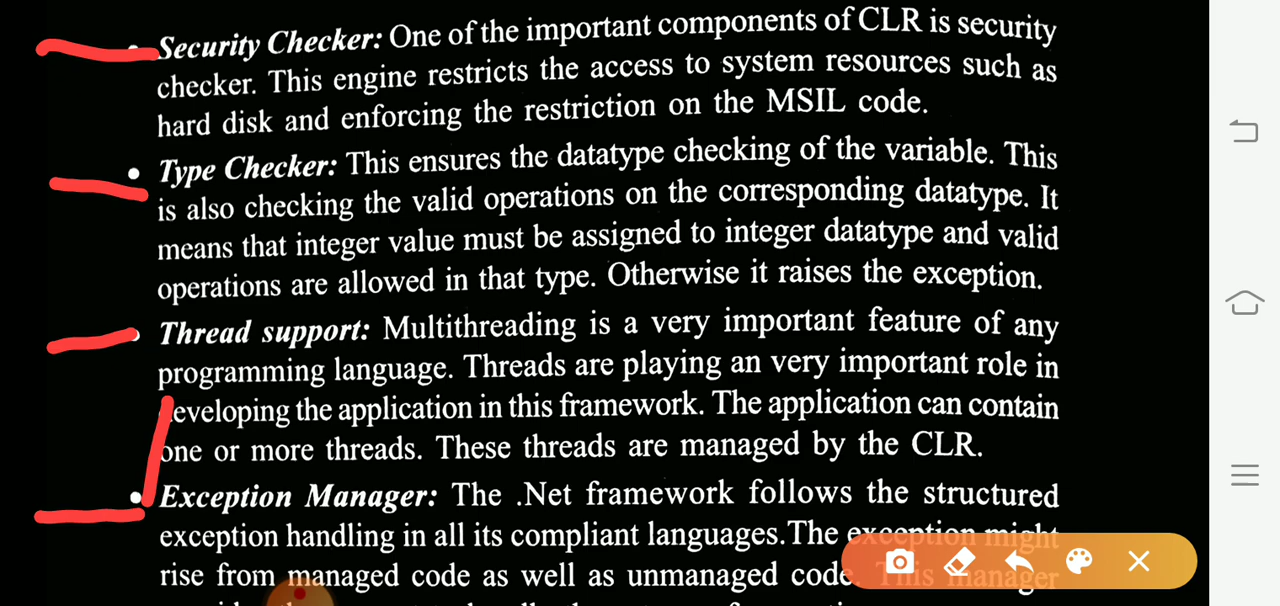 • Security Checker: One of the important components of CLR is security
checker. This engine restricts the access to system resources such as
hard disk and enforcing the restriction on the MSIL code.
• Type Checker: This ensures the datatype checking of the variable. This
is also checking the valid operations on the corresponding datatype. It
means that integer value must be assigned to integer datatype and valid
operations are allowed in that type. Otherwise it raises the exception.
• Thread support: Multithreading is a very important feature of any
programming language. Threads are playing an very important role in
developing the application in this framework. The application can contain
one or more threads. These threads are managed by the CLR.
• Exception Manager: The .Net framework follows the structured
exception handling in all its compliant languages.The exception might
rise from managed code as well as unmanaged code. This manager